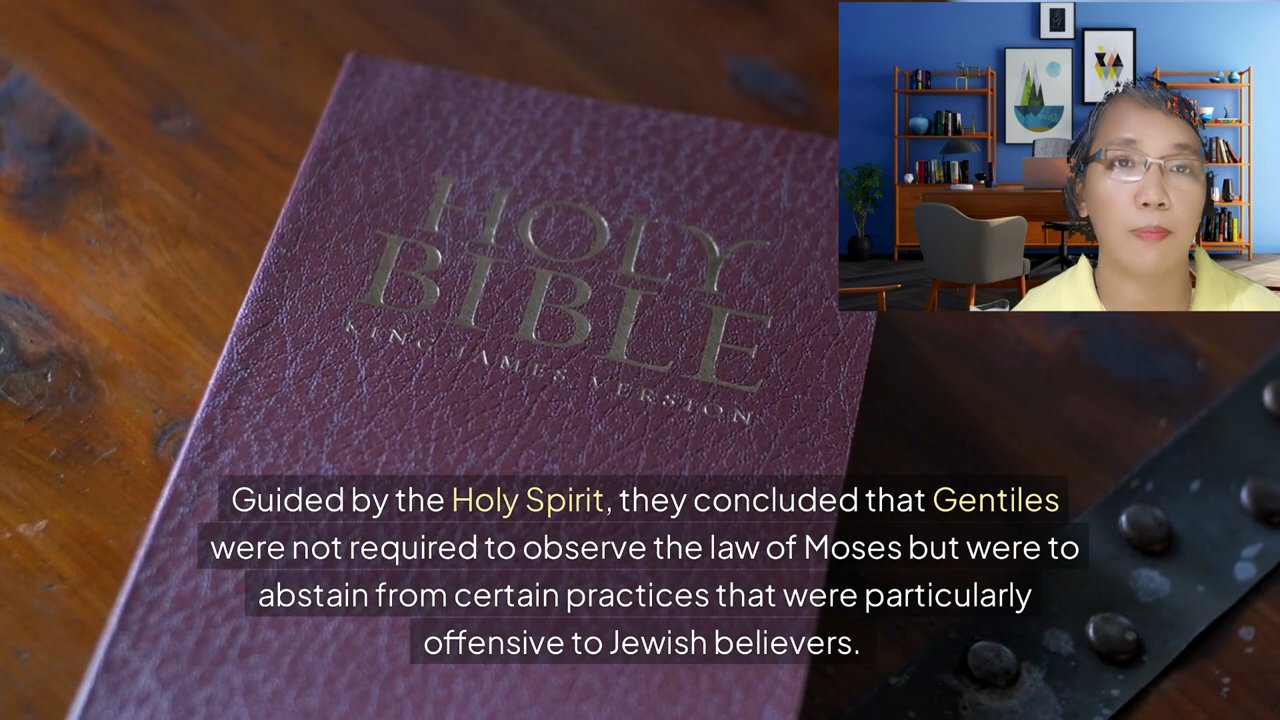 HOLY
BIBLE
KING JAMES VERSION
Guided by the Holy Spirit, they concluded that Gentiles
were not required to observe the law of Moses but were to
abstain from certain practices that were particularly
offensive to Jewish believers.